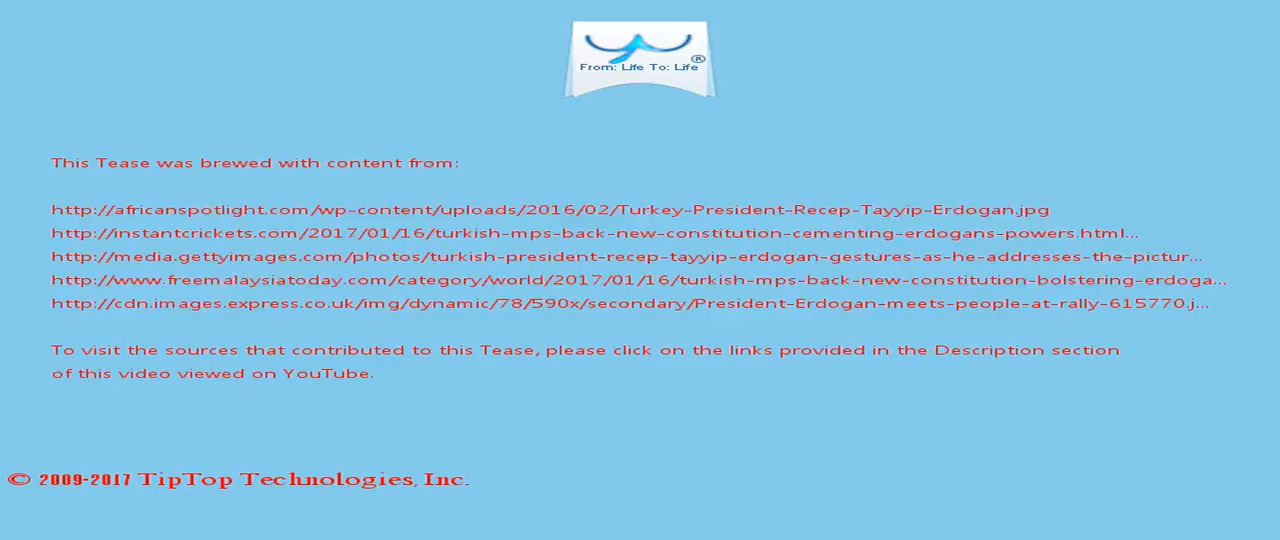 From: Life To: Life®
This Tease was brewed with content from:
http://africanspotlight.com/wp-content/uploads/2016/02/Turkey-President-Recep-Tayyip-Erdogan.jpg
http://instantcrickets.com/2017/01/16/turkish-mps-back-new-constitution-cementing-erdogans-powers.html...
http://media.gettyimages.com/photos/turkish-president-recep-tayyip-erdogan-gestures-as-he-addresses-the-pictur...
http://www.freemalaysiatoday.com/category/world/2017/01/16/turkish-mps-back-new-constitution-bolstering-erdoga...
http://cdn.images.express.co.uk/img/dynamic/78/590x/secondary/President-Erdogan-meets-people-at-rally-615770.j...
To visit the sources that contributed to this Tease, please click on the links provided in the Description section
of this video viewed on YouTube.
© 2009-2017 TipTop Technologies, Inc.